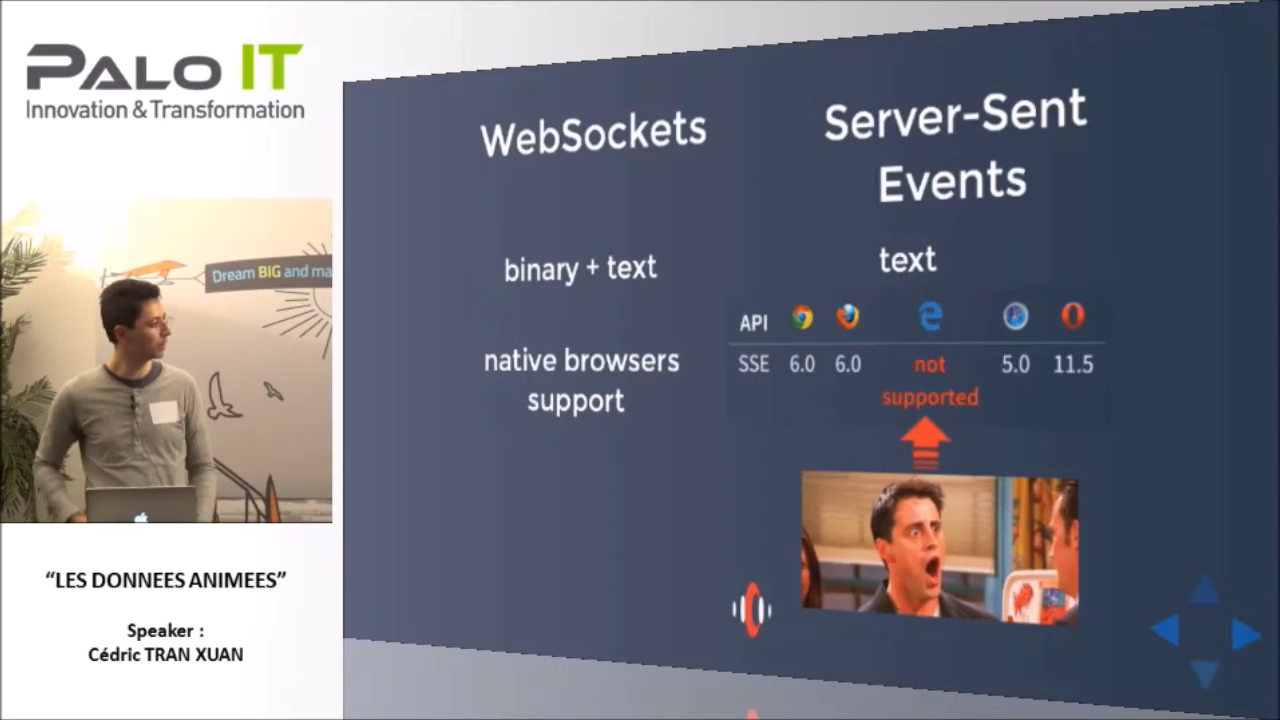 PALO IT
Innovation & Transformation
Dream BIG and ma
“LES DONNEES ANIMEES”
Speaker :
Cédric TRAN XUAN
WebSockets
Server-Sent
Events
binary + text
text
native browsers
support
API
SSE 6.0 6.0 not 5.0 11.5
supported